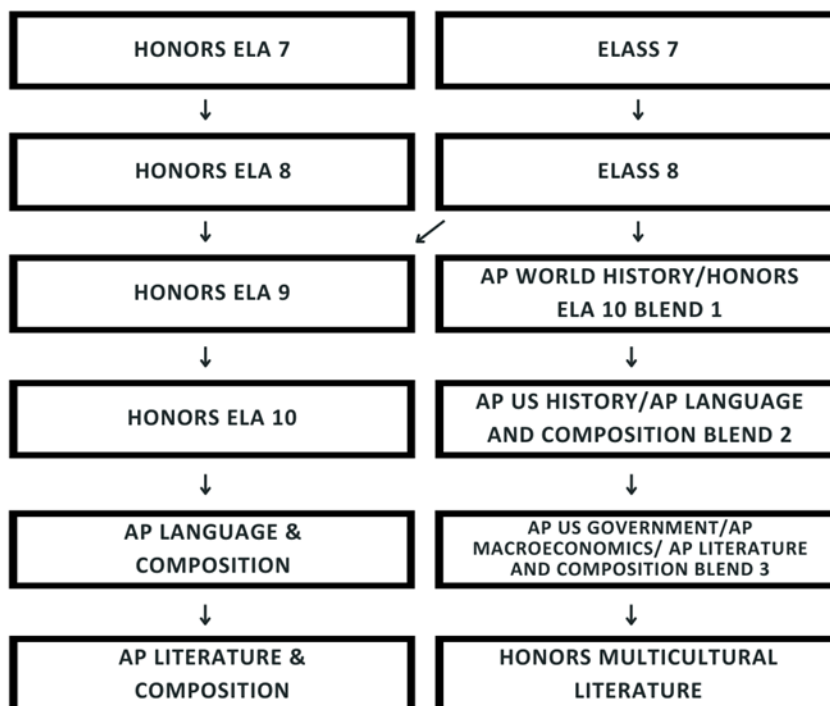 HONORS ELA 7
ELASS 7
↓
↓
HONORS ELA 8
ELASS 8
↓
↙
↓
HONORS ELA 9
AP WORLD HISTORY/HONORS
ELA 10 BLEND 1
↓
↓
HONORS ELA 10
AP US HISTORY/AP LANGUAGE
AND COMPOSITION BLEND 2
↓
↓
AP LANGUAGE &
COMPOSITION
AP US GOVERNMENT/AP
MACROECONOMICS/ AP LITERATURE
AND COMPOSITION BLEND 3
↓
↓
AP LITERATURE &
COMPOSITION
HONORS MULTICULTURAL
LITERATURE